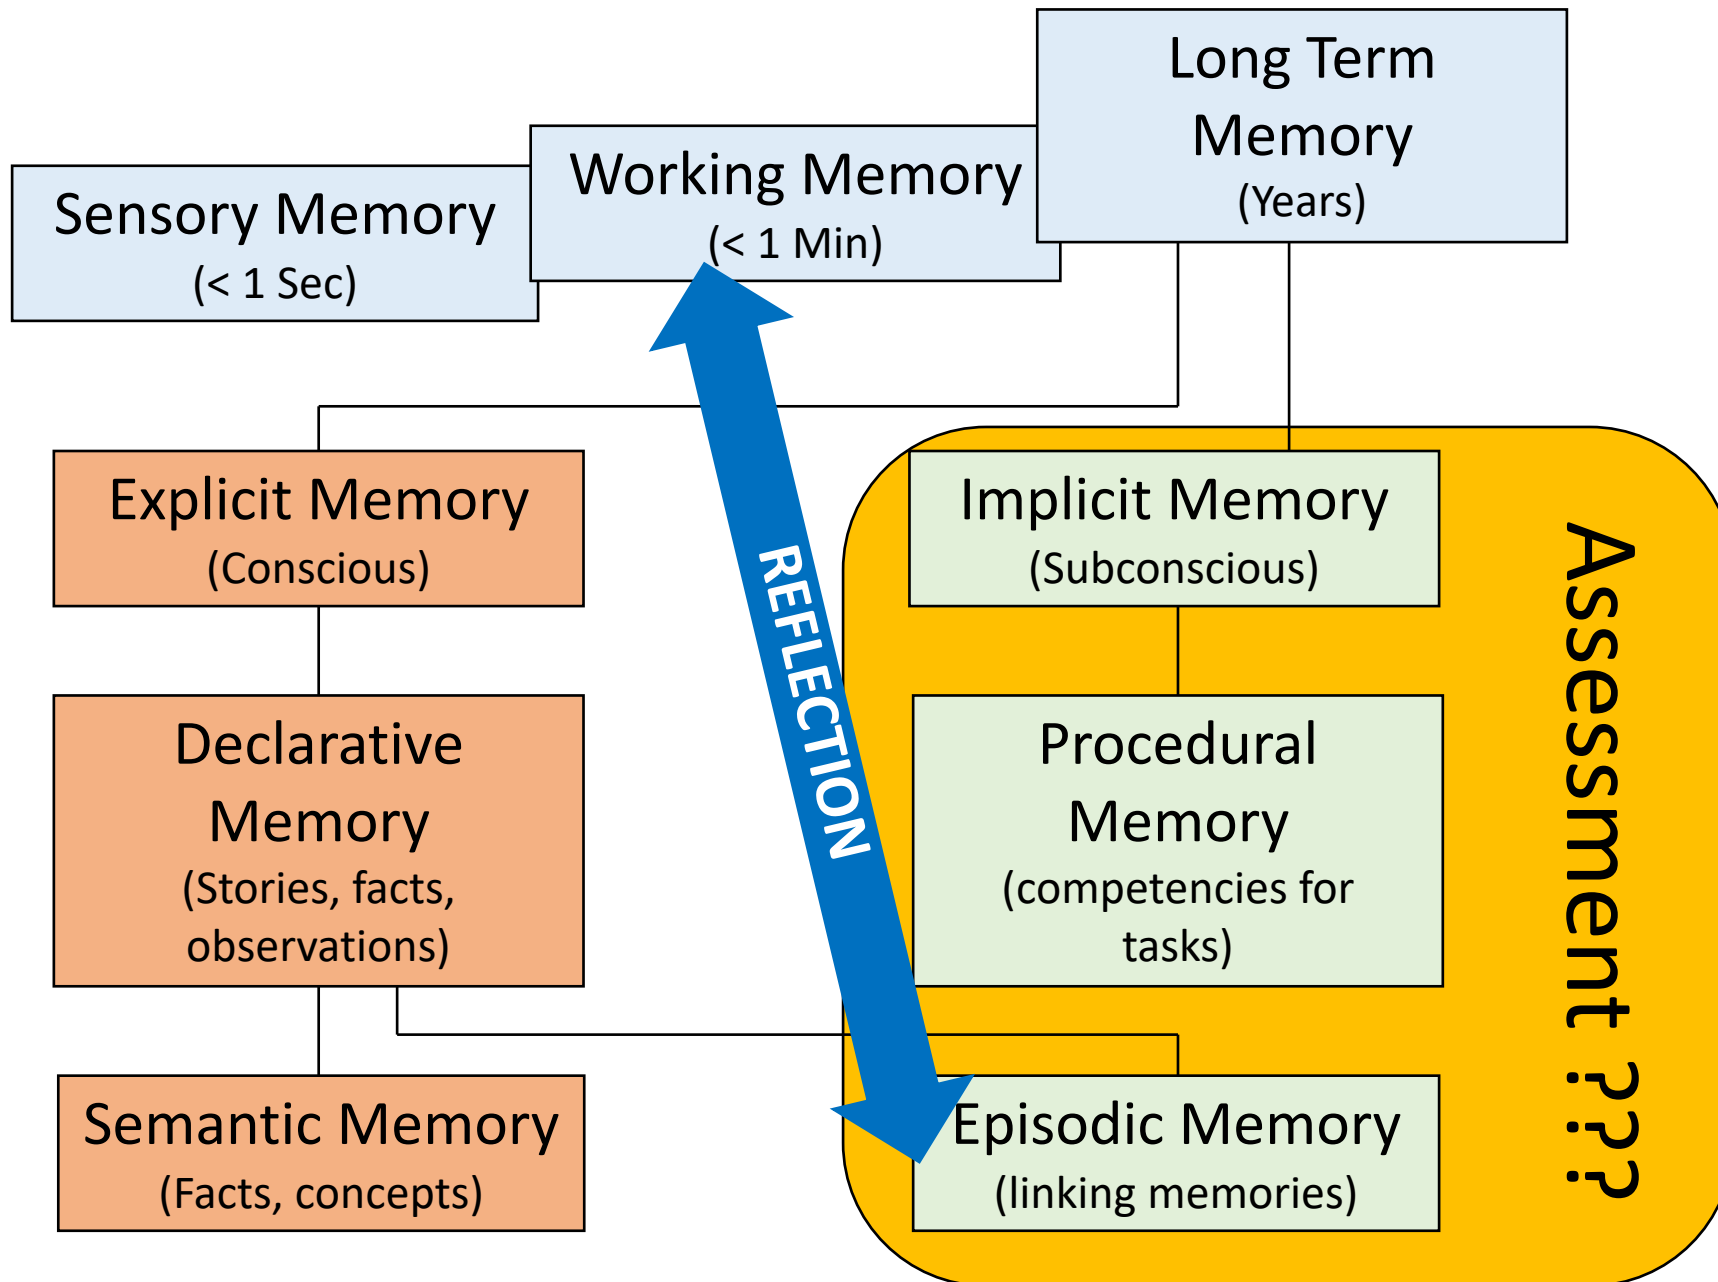 Long Term
Memory
(Years)
Working Memory
(< 1 Min)
Sensory Memory
(< 1 Sec)
Explicit Memory
(Conscious)
Implicit Memory
(Subconscious)
REFLECTION
Assessment ???
Declarative
Memory
(Stories, facts,
observations)
Procedural
Memory
(competencies for
tasks)
Semantic Memory
(Facts, concepts)
Episodic Memory
(linking memories)